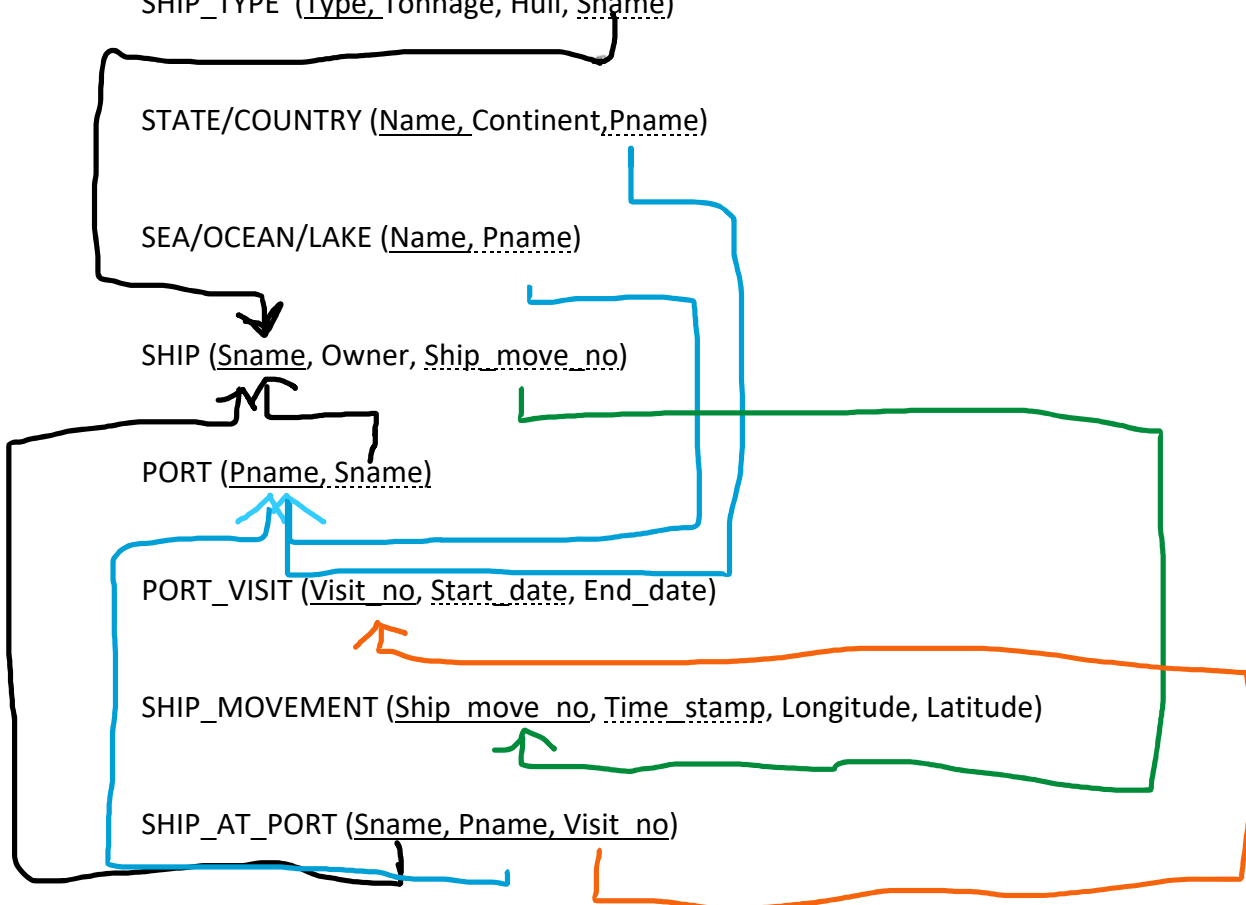 SHIP_TYPE (Type, Tonnage, Hull, Sname)
STATE/COUNTRY (Name, Continent,Pname)
SEA/OCEAN/LAKE (Name, Pname)
SHIP (Sname, Owner, Ship_move_no)
PORT (Pname, Sname)
PORT_VISIT (Visit_no, Start_date, End_date)
SHIP_MOVEMENT (Ship_move_no, Time_stamp, Longitude, Latitude)
SHIP_AT_PORT (Sname, Pname, Visit_no)